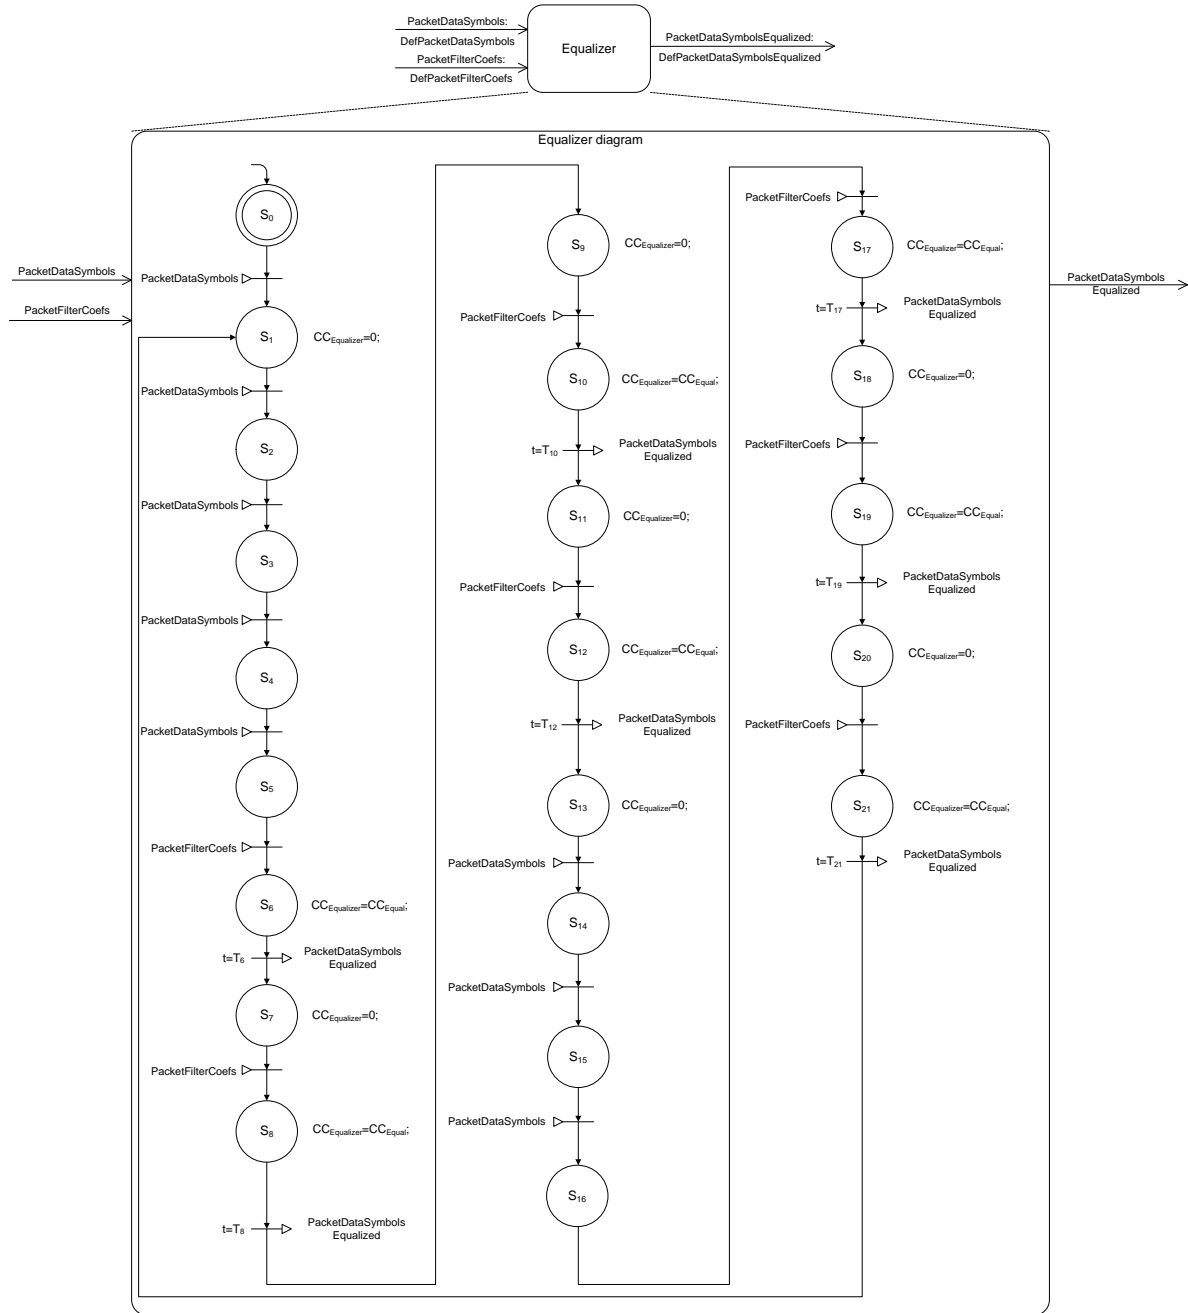 PacketDataSymbols:
DefPacketDataSymbols
PacketFilterCoefs:
DefPacketFilterCoefs
Equalizer
PacketDataSymbolsEqualized:
DefPacketDataSymbolsEqualized
Equalizer diagram
PacketDataSymbols
PacketFilterCoefs
S0
PacketDataSymbols
S1 CCEqualizer=0;
PacketDataSymbols
S2
PacketDataSymbols
S3
PacketDataSymbols
S4
PacketDataSymbols
S5
PacketFilterCoefs
S6 CCEqualizer=CCEqual;
t=T6 PacketDataSymbols
Equalized
S7 CCEqualizer=0;
PacketFilterCoefs
S8 CCEqualizer=CCEqual;
t=T8 PacketDataSymbols
Equalized
S9 CCEqualizer=0;
PacketFilterCoefs
S10 CCEqualizer=CCEqual;
t=T10 PacketDataSymbols
Equalized
S11 CCEqualizer=0;
PacketFilterCoefs
S12 CCEqualizer=CCEqual;
t=T12 PacketDataSymbols
Equalized
S13 CCEqualizer=0;
PacketDataSymbols
S14
PacketDataSymbols
S15
PacketDataSymbols
S16
PacketFilterCoefs
S17 CCEqualizer=CCEqual;
t=T17 PacketDataSymbols
Equalized
S18 CCEqualizer=0;
PacketFilterCoefs
S19 CCEqualizer=CCEqual;
t=T19 PacketDataSymbols
Equalized
S20 CCEqualizer=0;
PacketFilterCoefs
S21 CCEqualizer=CCEqual;
t=T21 PacketDataSymbols
Equalized
PacketDataSymbols
Equalized